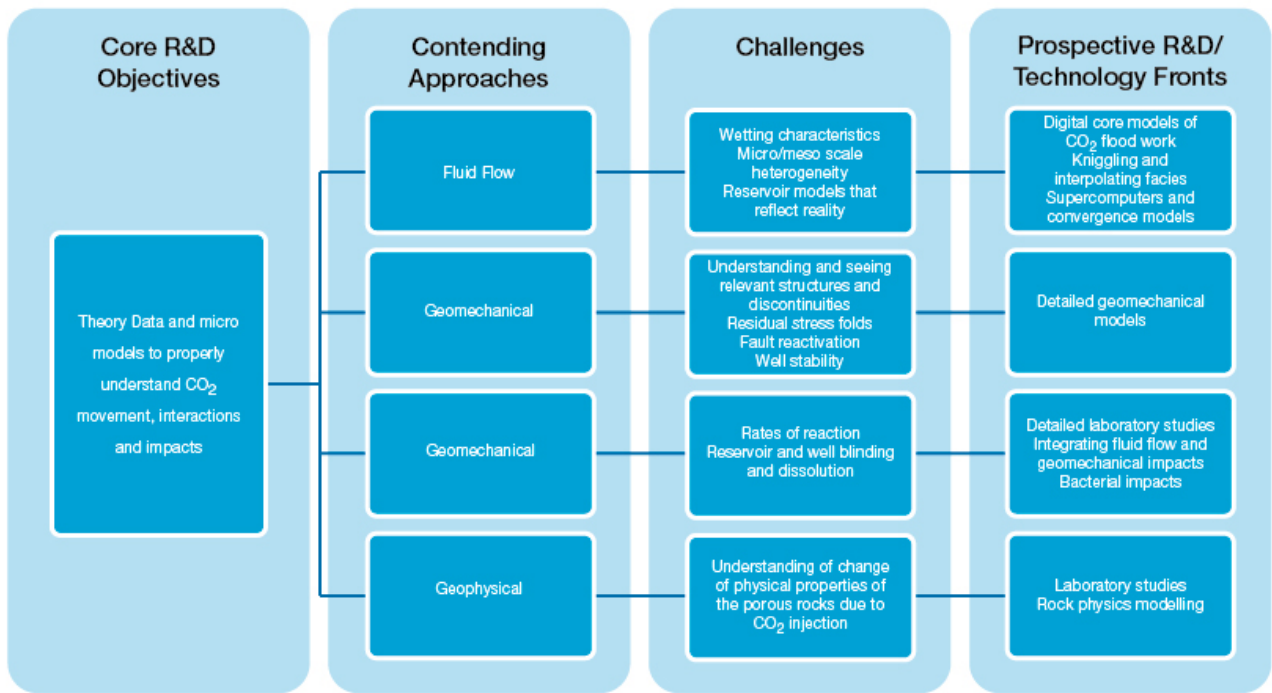 Core R&D
Objectives
Contending
Approaches
Challenges
Prospective R&D/
Technology Fronts
Theory Data and micro
models to properly
understand CO2
movement, interactions
and impacts
Fluid Flow
Wetting characteristics
Micro/meso scale
heterogeneity
Reservoir models that
reflect reality
Digital core models of
CO2 flood work
Kniggling and
interpolating facies
Supercomputers and
convergence models
Geomechanical
Understanding and seeing
relevant structures and
discontinuities
Residual stress folds
Fault reactivation
Well stability
Detailed geomechanical
models
Geomechanical
Rates of reaction
Reservoir and well blinding
and dissolution
Detailed laboratory studies
Integrating fluid flow and
geomechanical impacts
Bacterial impacts
Geophysical
Understanding of change
of physical properties of
the porous rocks due to
CO2 injection
Laboratory studies
Rock physics modelling